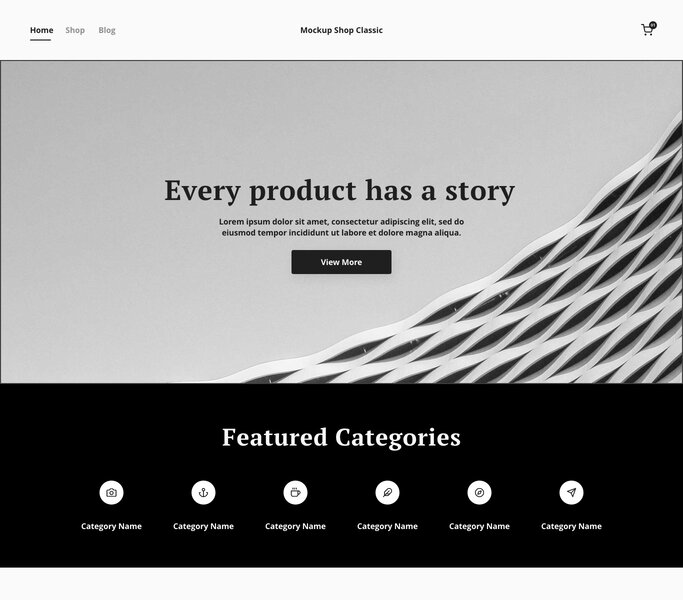 Home Shop Blog Mockup Shop Classic
Every product has a story
Lorem ipsum dolor sit amet, consectetur adipiscing elit, sed do
eiusmod tempor incididunt ut labore et dolore magna aliqua.
View More
Featured Categories
Category Name Category Name Category Name Category Name Category Name Category Name